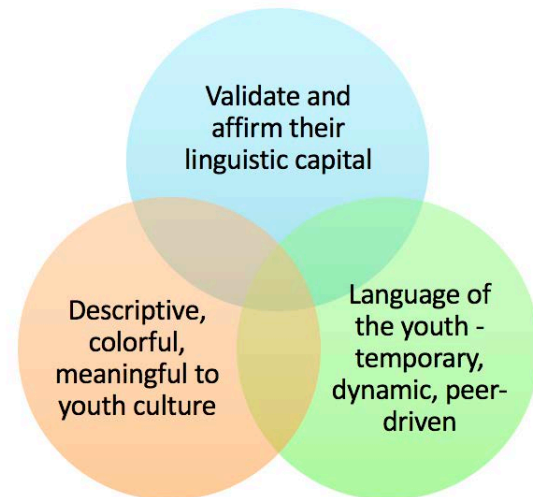 Validate and
affirm their
linguistic capital
Descriptive,
colorful,
meaningful to
youth culture
Language of
the youth -
temporary,
dynamic, peer-
driven